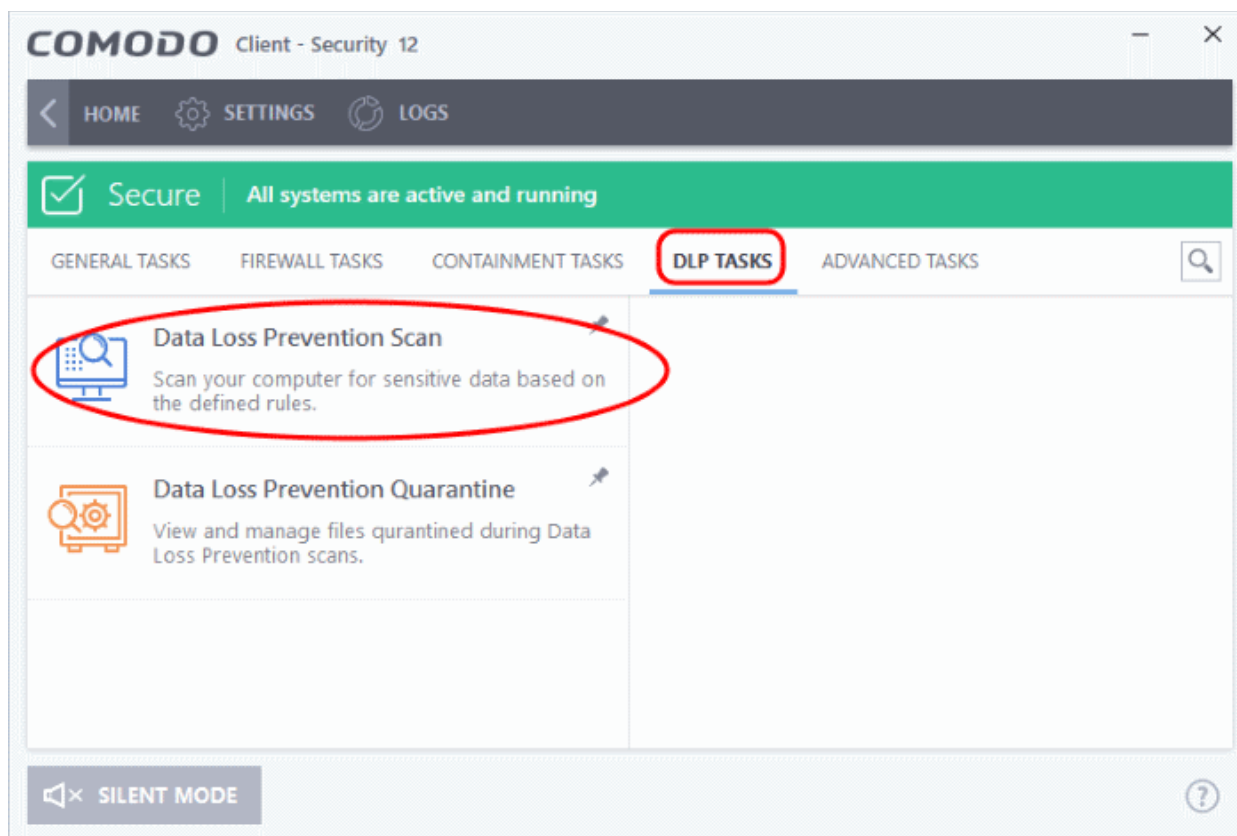 COMODO Client - Security 12
HOME SETTINGS LOGS
Secure All systems are active and running
GENERAL TASKS FIREWALL TASKS CONTAINMENT TASKS DLP TASKS ADVANCED TASKS
Data Loss Prevention Scan
Scan your computer for sensitive data based on
the defined rules.
Data Loss Prevention Quarantine
View and manage files qurantined during Data
Loss Prevention scans.
SILENT MODE
?